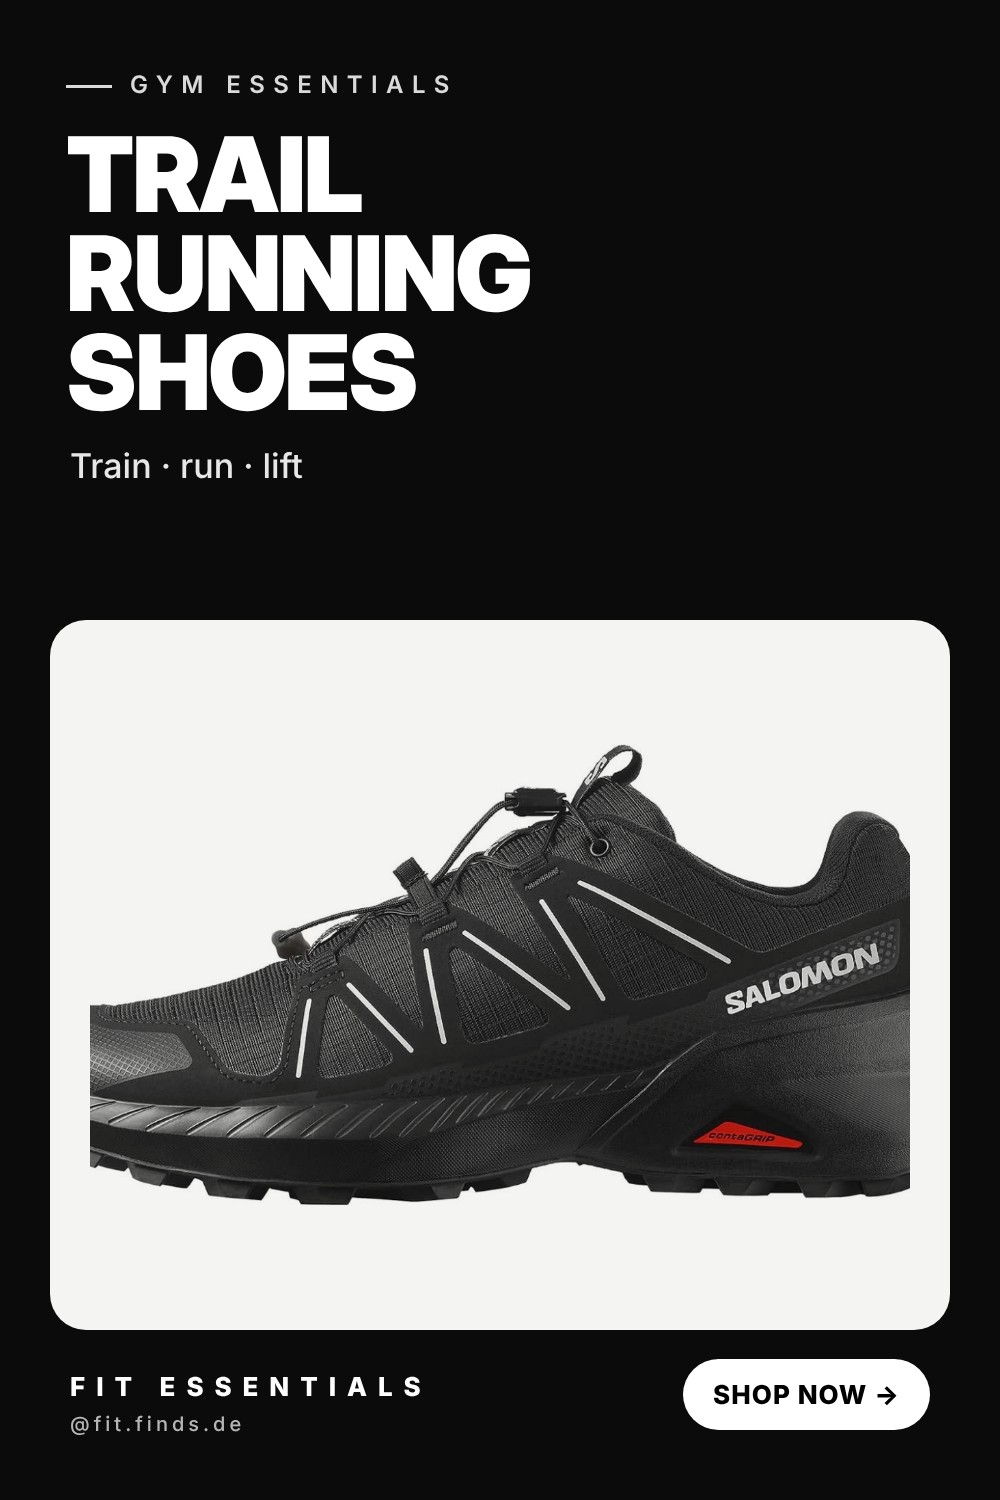 GYM ESSENTIALS
TRAIL
RUNNING
SHOES
Train · run · lift
SALOMON
contaGRIP
FIT ESSENTIALS
@fit.finds.de
SHOP NOW →